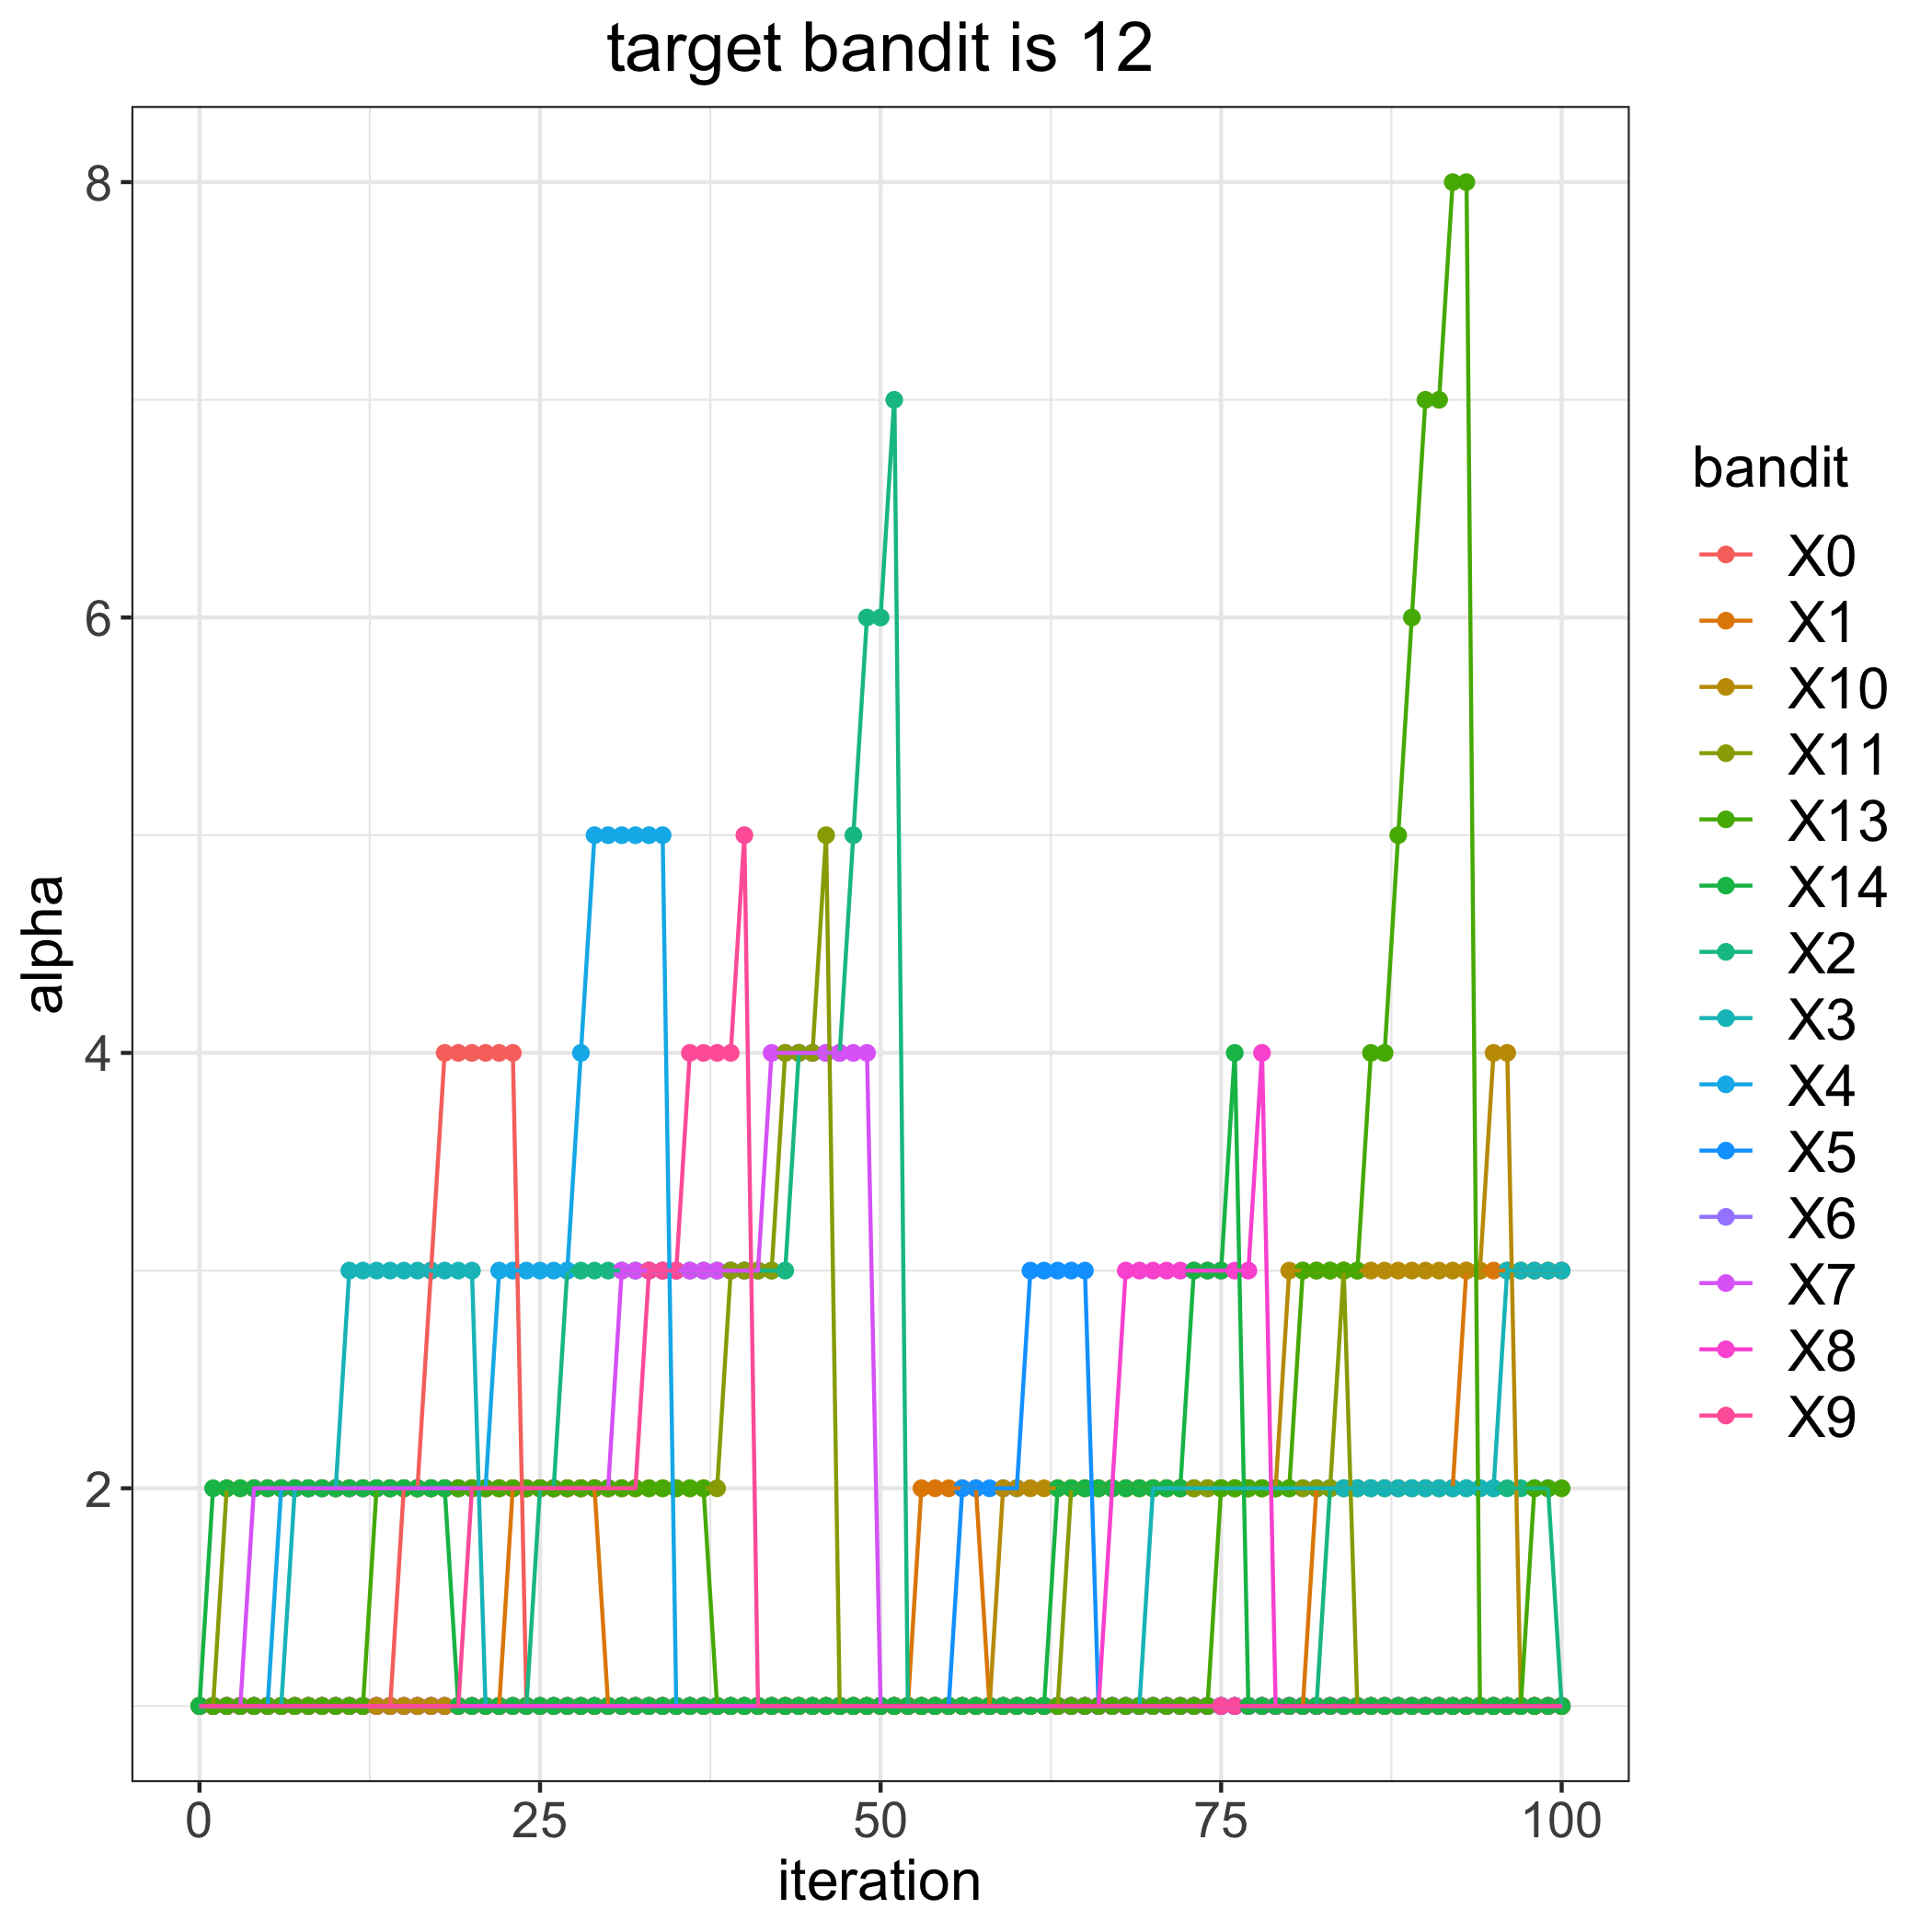 target bandit is 12
8
6
4
2
alpha
0 25 50 75 100
iteration
bandit
X0
X1
X10
X11
X13
X14
X2
X3
X4
X5
X6
X7
X8
X9